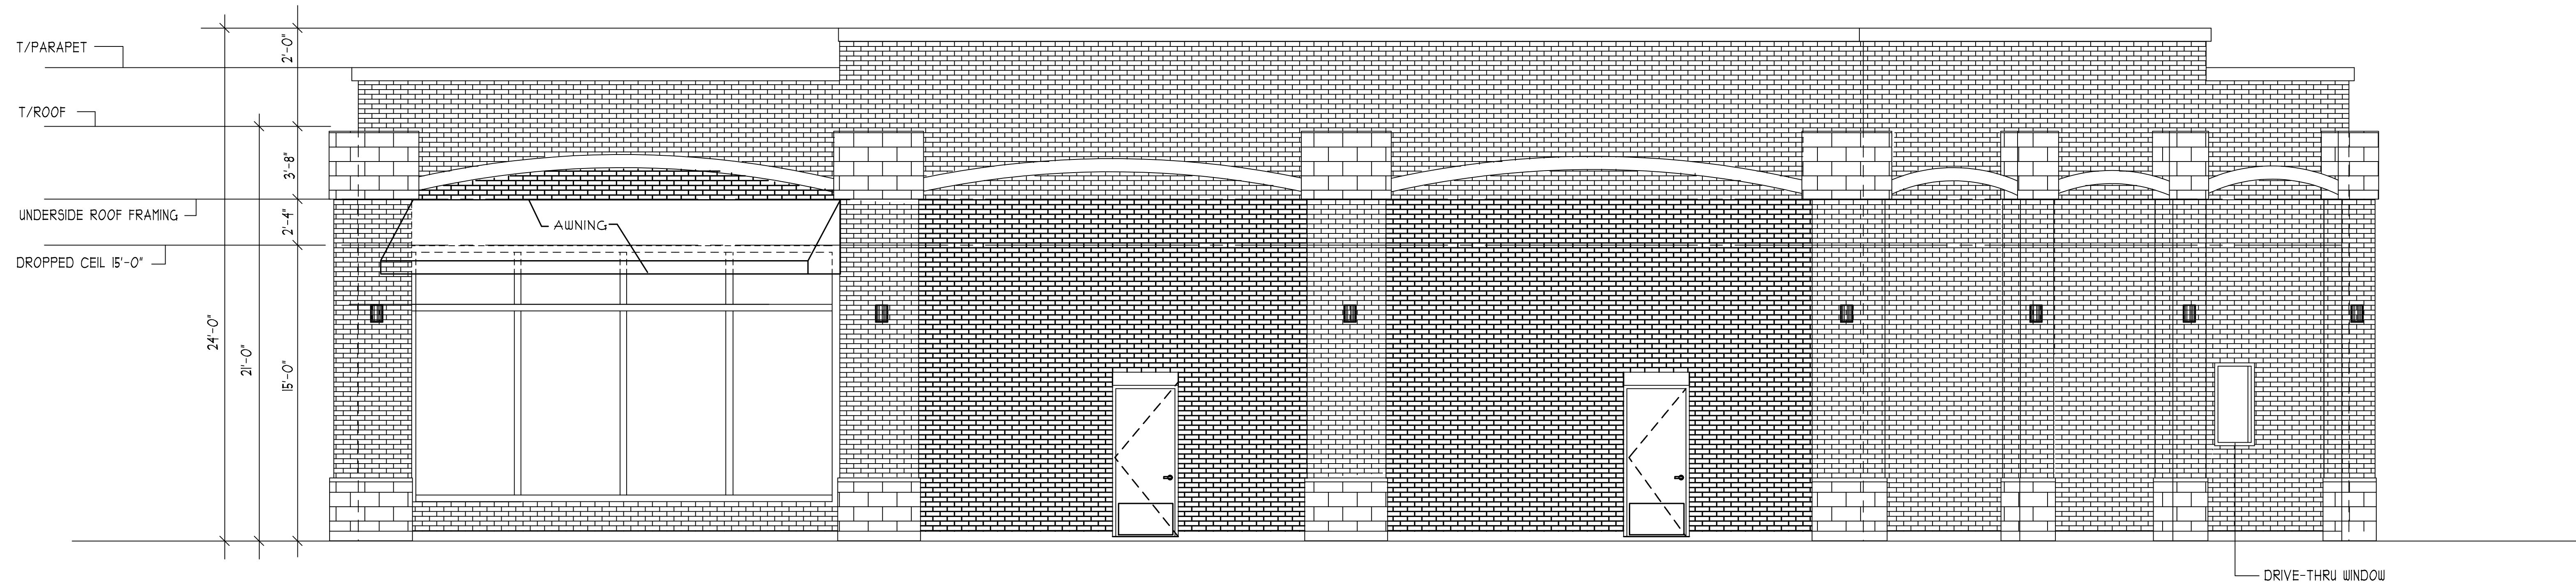 T/PARAPET
2'-0"
T/ROOF
3'-8"
UNDERSIDE ROOF FRAMING
2'-4"
AWNING
DROPPED CEIL 15'-0"
24'-0"
21'-0"
15'-0"
DRIVE-THRU WINDOW